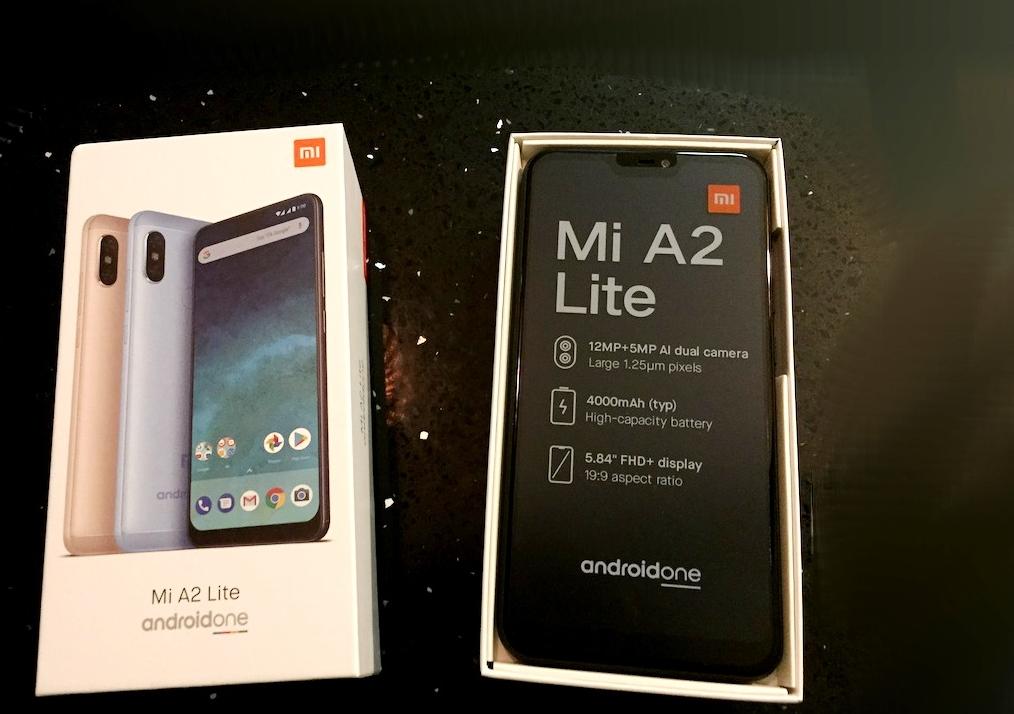 mi
andr
Mi A2 Lite
androidone
mi
Mi A2
Lite
12MP+5MP AI dual camera
Large 1.25μm pixels
4000mAh (typ)
High-capacity battery
5.84" FHD+ display
19:9 aspect ratio
androidone